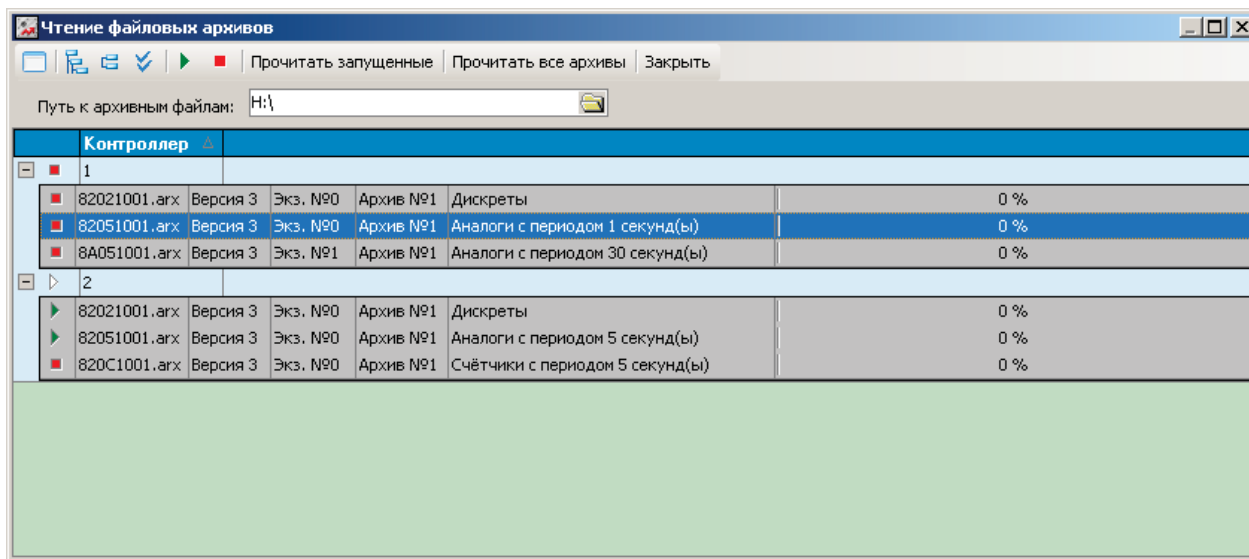 Чтение файловых архивов
Прочитать запущенные Прочитать все архивы Закрыть
Путь к архивным файлам: H:\
Контроллер
1
82021001.arx Версия 3 Экз. №0 Архив №1 Дискреты 0 %
82051001.arx Версия 3 Экз. №0 Архив №1 Аналоги с периодом 1 секунд(ы) 0 %
8A051001.arx Версия 3 Экз. №1 Архив №1 Аналоги с периодом 30 секунд(ы) 0 %
2
82021001.arx Версия 3 Экз. №0 Архив №1 Дискреты 0 %
82051001.arx Версия 3 Экз. №0 Архив №1 Аналоги с периодом 5 секунд(ы) 0 %
820C1001.arx Версия 3 Экз. №0 Архив №1 Счётчики с периодом 5 секунд(ы) 0 %